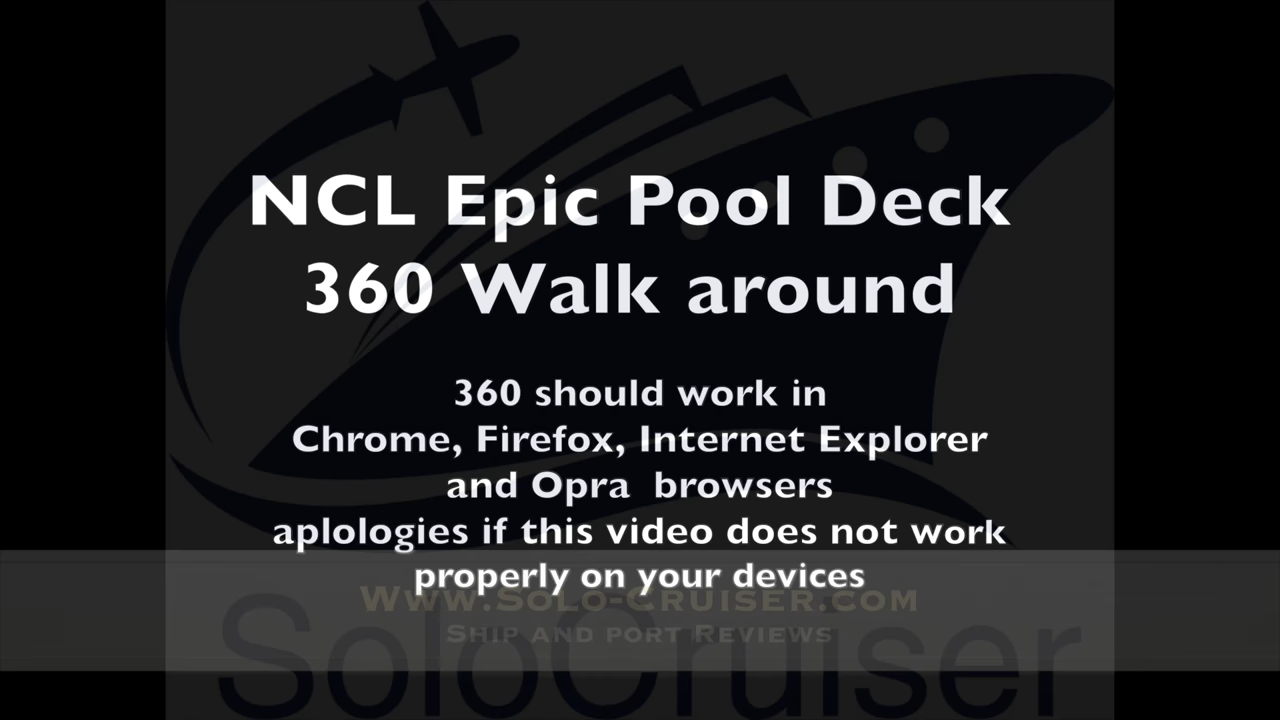 NCL Epic Pool Deck
360 Walk around
360 should work in
Chrome, Firefox, Internet Explorer
and Opra browsers
aplologies if this video does not work
properly on your devices
Www.Solo-Cruiser.com
Ship and port Reviews
SoloCruiser